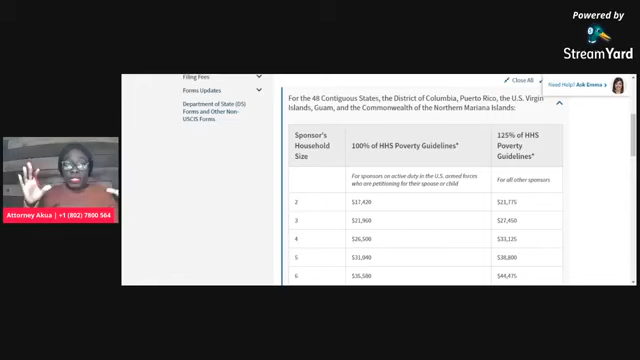 Powered by
StreamYard
Filing Fees
Forms Updates
Department of State (DS)
Forms and Other Non-
USCIS Forms
Close All
Need Help? Ask Emma
For the 48 Contiguous States, the District of Columbia, Puerto Rico, the U.S. Virgin
Islands, Guam, and the Commonwealth of the Northern Mariana Islands:
Sponsor's Household Size 100% of HHS Poverty Guidelines* 125% of HHS Poverty Guidelines*
For sponsors on active duty in the U.S. armed forces who are petitioning for their spouse or child For all other sponsors
2 $17,420 $21,775
3 $21,960 $27,450
4 $26,500 $33,125
5 $31,040 $38,800
6 $35,580 $44,475
Attorney Akua | +1 (802) 7800 564